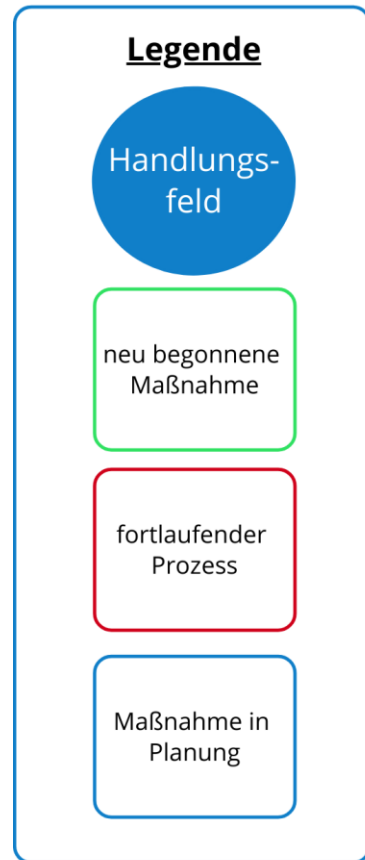 Legende
Handlungs-
feld
neu begonnene
Maßnahme
fortlaufender
Prozess
Maßnahme in
Planung